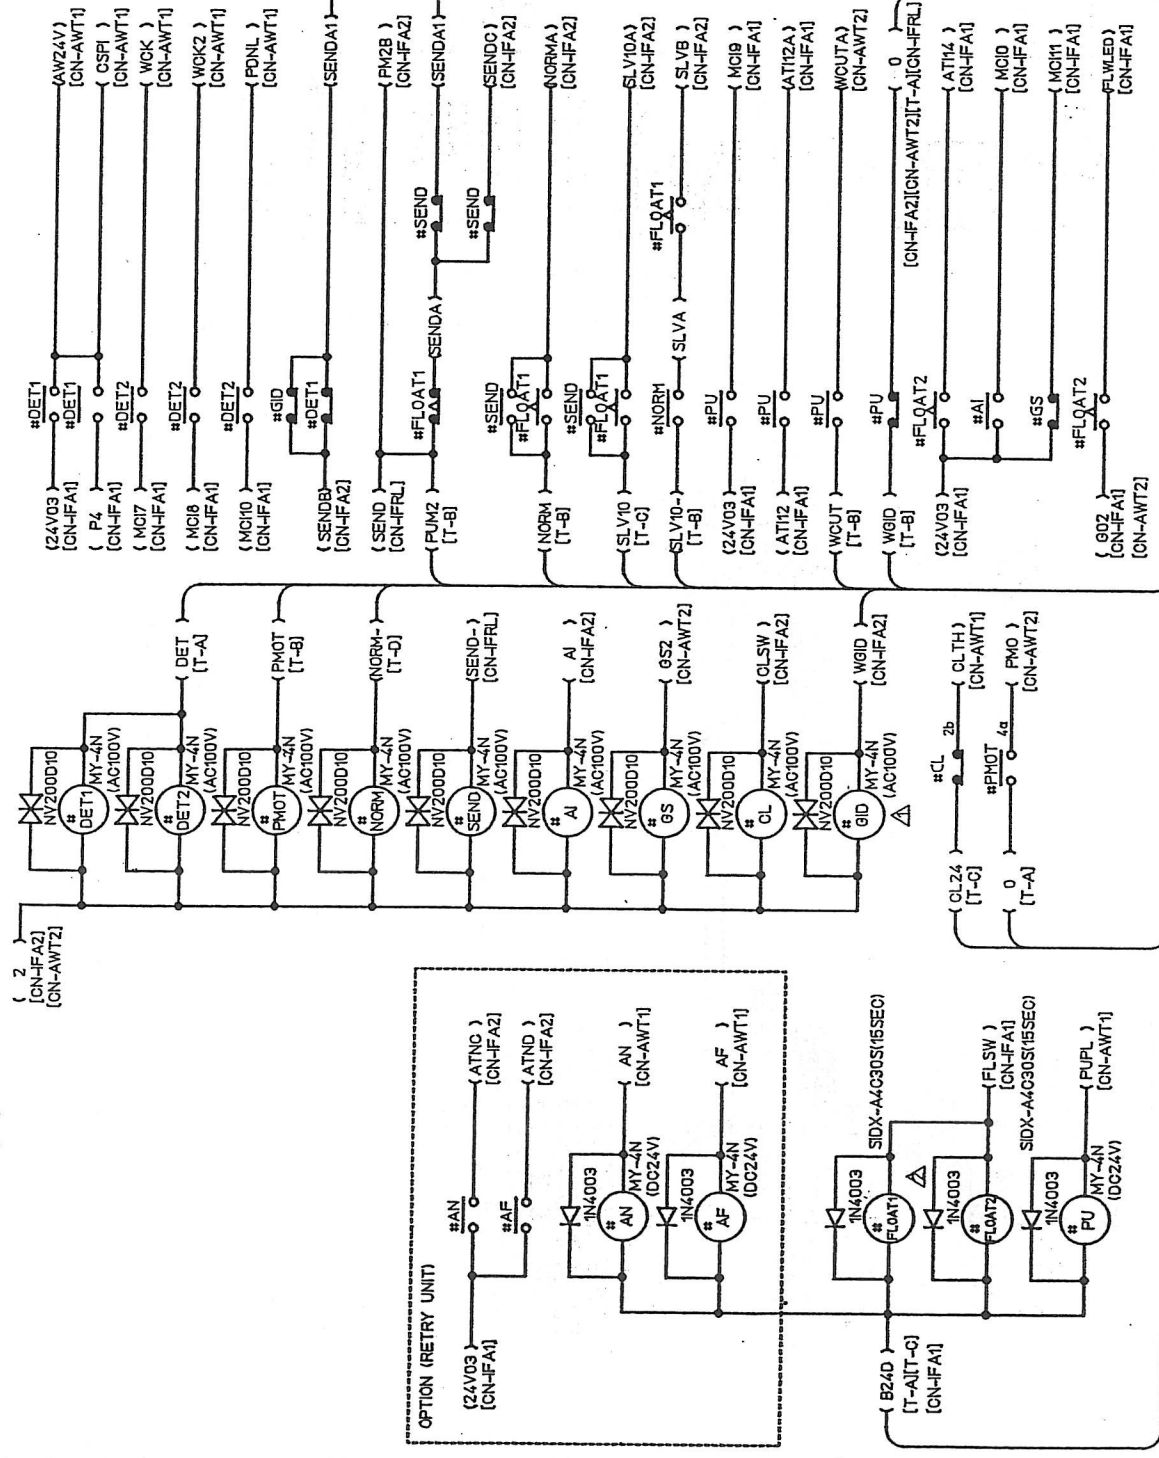 ( 2 )
[CN-IFA2]
[CN-AWT2]
NV200D10
# DET1
MY-4N
(AC100V)
NV200D10
# DET2
MY-4N
(AC100V)
( DET )
[T-A]
NV200D10
# PMOT
MY-4N
(AC100V)
(PMOT )
[T-B]
NV200D10
# NORM
MY-4N
(AC100V)
(NORM- )
[T-D]
NV200D10
# SEND
MY-4N
(AC100V)
(SEND- )
[CN-IFRL]
NV200D10
# AI
MY-4N
(AC100V)
( AI )
[CN-IFA2]
NV200D10
# GS
MY-4N
(AC100V)
( GS2 )
[CN-AWT2]
NV200D10
# CL
MY-4N
(AC100V)
(CLSW )
[CN-IFA2]
NV200D10
# GID
MY-4N
(AC100V)
( WGID )
[CN-IFA2]
( CL24 )
[T-C]
#CL
2b
( CLTH )
[CN-AWT1]
( 0 )
[T-A]
#PMOT
4a
( PMO )
[CN-AWT2]
(24V03 )
[CN-IFA1]
#DET1
(AW24V)
[CN-AWT1]
( P4 )
[CN-IFA1]
#DET1
( CSPI )
[CN-AWT1]
( MCI7 )
[CN-IFA1]
#DET2
( WCK )
[CN-AWT1]
( MCI8 )
[CN-IFA1]
#DET2
( WCK2 )
[CN-AWT1]
(MCI10 )
[CN-IFA1]
#DET2
( PDNL )
[CN-AWT1]
(SENDB)
[CN-IFA2]
#GID
#DET1
(SENDA1)
(SEND )
[CN-IFRL]
( PM2B )
[CN-IFA2]
(PUM2 )
[T-B]
#FLOAT1
(SENDA)
#SEND
(SENDA1)
#SEND
(SENDC)
[CN-IFA2]
(NORM )
[T-B]
#SEND
#FLOAT1
(NORMA )
[CN-IFA2]
(SLV10 )
[T-C]
#SEND
#FLOAT1
(SLV10A)
[CN-IFA2]
(SLV10-)
[T-B]
#NORM
( SLVA )
#FLOAT1
( SLVB )
[CN-IFA2]
(24V03 )
[CN-IFA1]
#PU
( MCI9 )
[CN-IFA1]
(ATI12 )
[CN-IFA1]
#PU
(ATI12A)
[CN-IFA1]
(WCUT )
[T-B]
#PU
(WCUTA)
[CN-AWT2]
(WGID )
[T-B]
#PU
( 0 )
[CN-IFA2][CN-AWT2][T-A][CN-IFRL]
(24V03 )
[CN-IFA1]
#FLOAT2
( ATI14 )
[CN-IFA1]
#AI
( MCI0 )
[CN-IFA1]
#GS
( MCI11 )
[CN-IFA1]
( GO2 )
[CN-IFA1]
[CN-AWT2]
#FLOAT2
(FLWLED)
[CN-IFA1]
OPTION (RETRY UNIT)
(24V03 )
[CN-IFA1]
#AN
(ATNC )
[CN-IFA2]
#AF
(ATND )
[CN-IFA2]
1N4003
# AN
MY-4N
(DC24V)
( AN )
[CN-AWT1]
1N4003
# AF
MY-4N
(DC24V)
( AF )
[CN-AWT1]
( B24D )
[T-A][T-C]
[CN-IFA1]
1N4003
# FLOAT1
SIDX-A4C30S(15SEC)
1N4003
# FLOAT2
(FLSW )
[CN-IFA1]
SIDX-A4C30S(15SEC)
1N4003
# PU
MY-4N
(DC24V)
( PUPL )
[CN-AWT1]